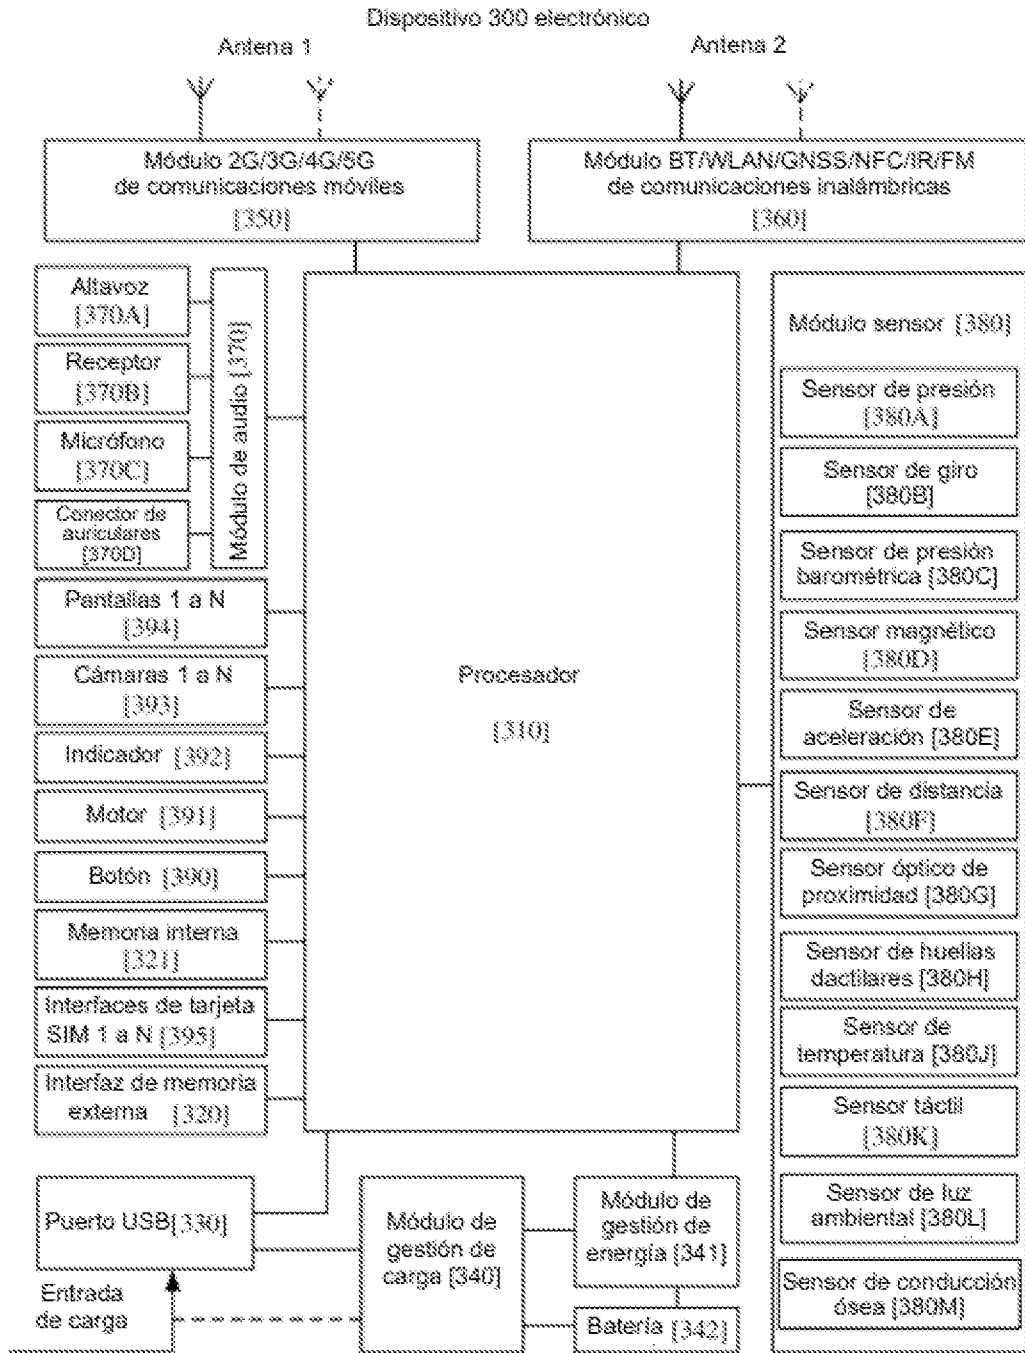 Dispositivo 300 electrónico
Antena 1
Antena 2
Módulo 2G/3G/4G/5G
de comunicaciones móviles
[350]
Módulo BT/WLAN/GNSS/NFC/IR/FM
de comunicaciones inalámbricas
[360]
Altavoz
[370A]
Receptor
[370B]
Micrófono
[370C]
Conector de
auriculares
[370D]
Módulo de audio [370]
Pantallas 1 a N
[394]
Cámaras 1 a N
[393]
Indicador [392]
Motor [391]
Botón [390]
Memoria interna
[321]
Interfaces de tarjeta
SIM 1 a N [395]
Interfaz de memoria
externa [320]
Procesador
[310]
Módulo sensor [380]
Sensor de presión
[380A]
Sensor de giro
[380B]
Sensor de presión
barométrica [380C]
Sensor magnético
[380D]
Sensor de
aceleración [380E]
Sensor de distancia
[380F]
Sensor óptico de
proximidad [380G]
Sensor de huellas
dactilares [380H]
Sensor de
temperatura [380J]
Sensor táctil
[380K]
Sensor de luz
ambiental [380L]
Sensor de conducción
ósea [380M]
Puerto USB[330]
Entrada
de carga
Módulo de
gestión de
carga [340]
Módulo de
gestión de
energía [341]
Batería [342]